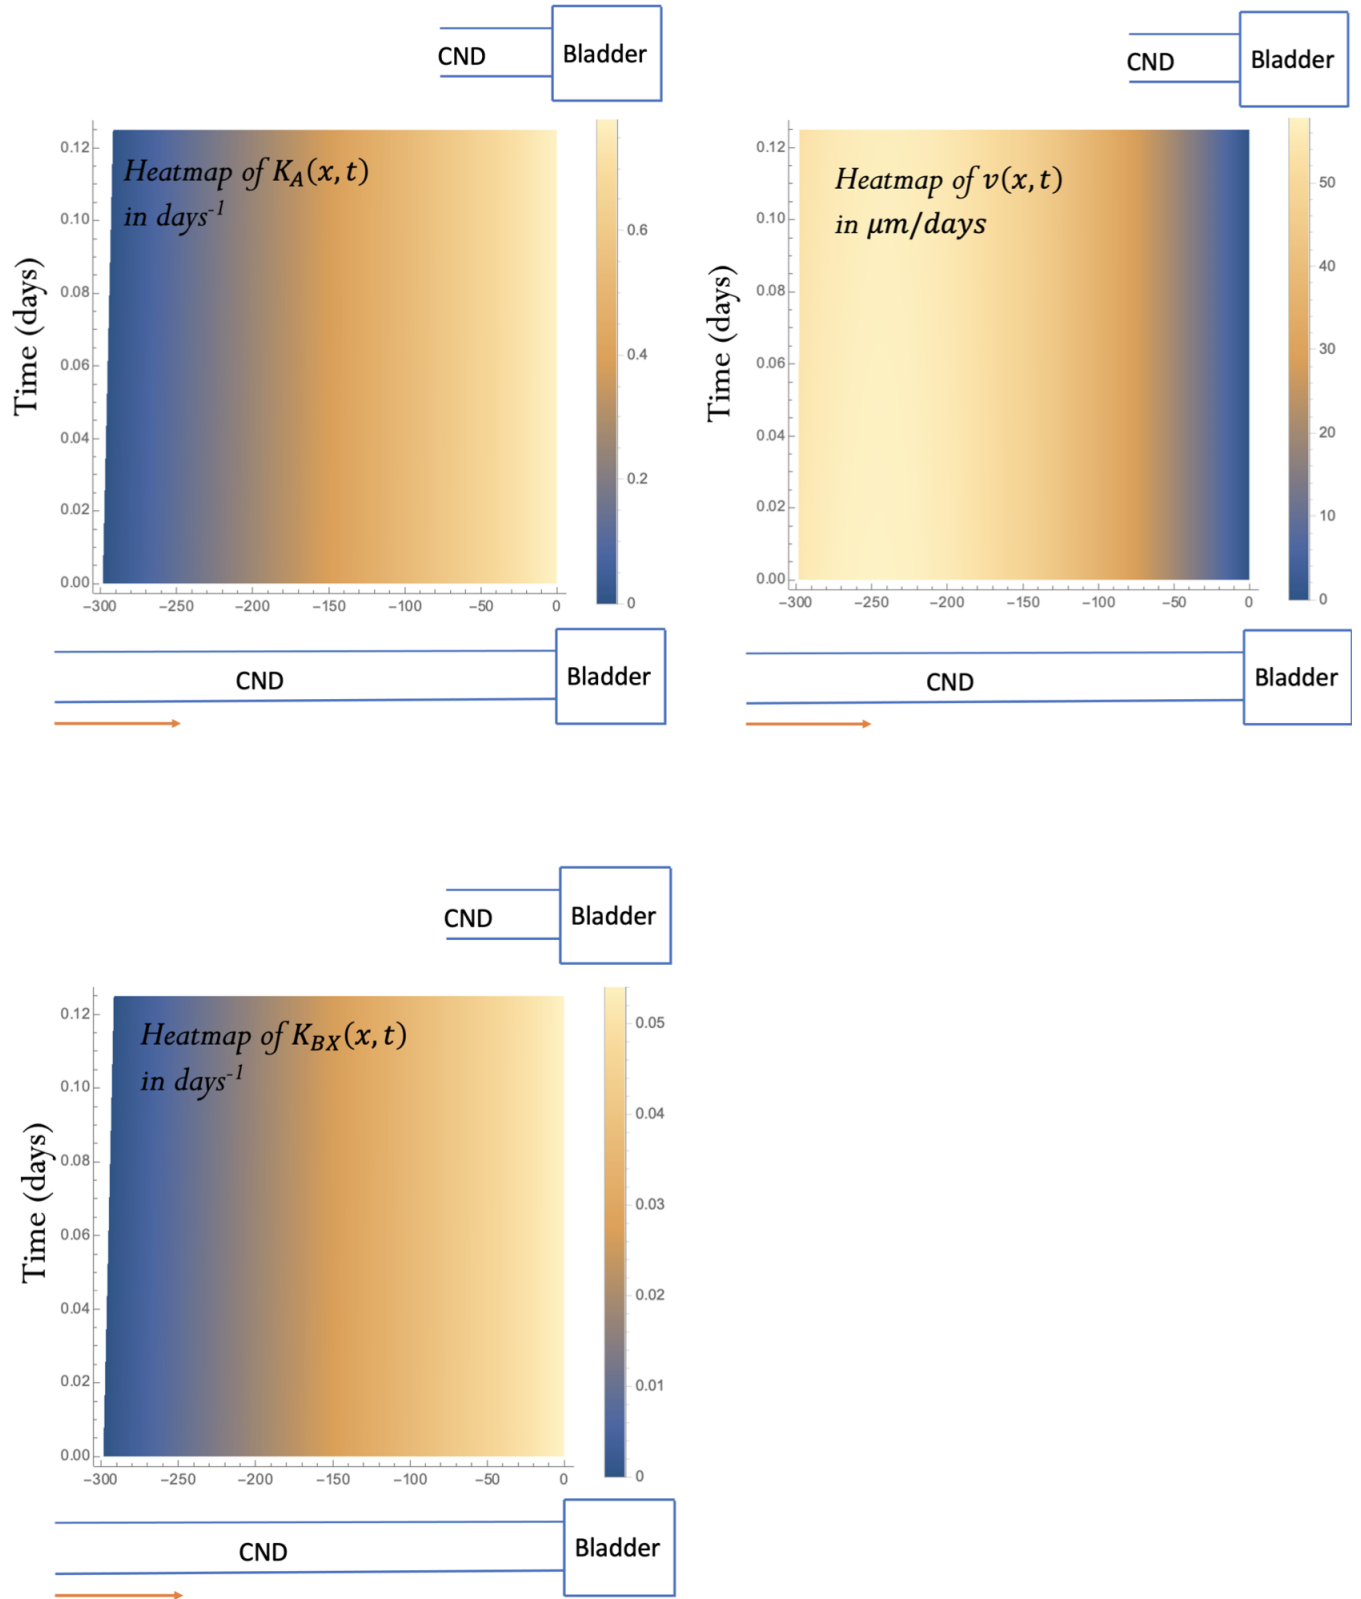 CND
Bladder
Heatmap of K_A(x, t)
in days⁻¹
Time (days)
0.12
0.10
0.08
0.06
0.04
0.02
0.00
−300 −250 −200 −150 −100 −50 0
0.6
0.4
0.2
0
CND
Bladder
CND
Bladder
Heatmap of v(x, t)
in μm/days
Time (days)
0.12
0.10
0.08
0.06
0.04
0.02
0.00
−300 −250 −200 −150 −100 −50 0
50
40
30
20
10
0
CND
Bladder
CND
Bladder
Heatmap of K_BX(x, t)
in days⁻¹
Time (days)
0.12
0.10
0.08
0.06
0.04
0.02
0.00
−300 −250 −200 −150 −100 −50 0
0.05
0.04
0.03
0.02
0.01
0
CND
Bladder